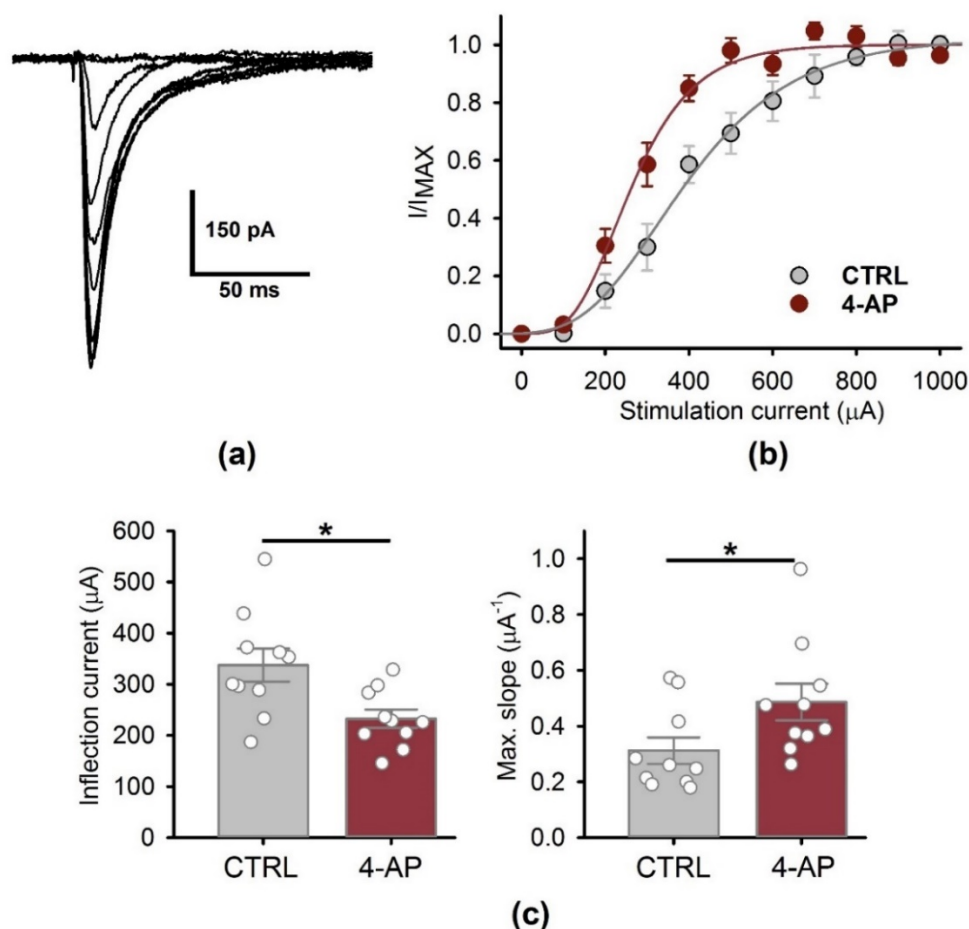 150 pA
50 ms
(a)
I/IMAX
1.0
0.8
0.6
0.4
0.2
0.0
CTRL
4-AP
0 200 400 600 800 1000
Stimulation current (µA)
(b)
Inflection current (µA)
600
500
400
300
200
100
0
*
CTRL 4-AP
Max. slope (µA-1)
1.0
0.8
0.6
0.4
0.2
0.0
*
CTRL 4-AP
(c)